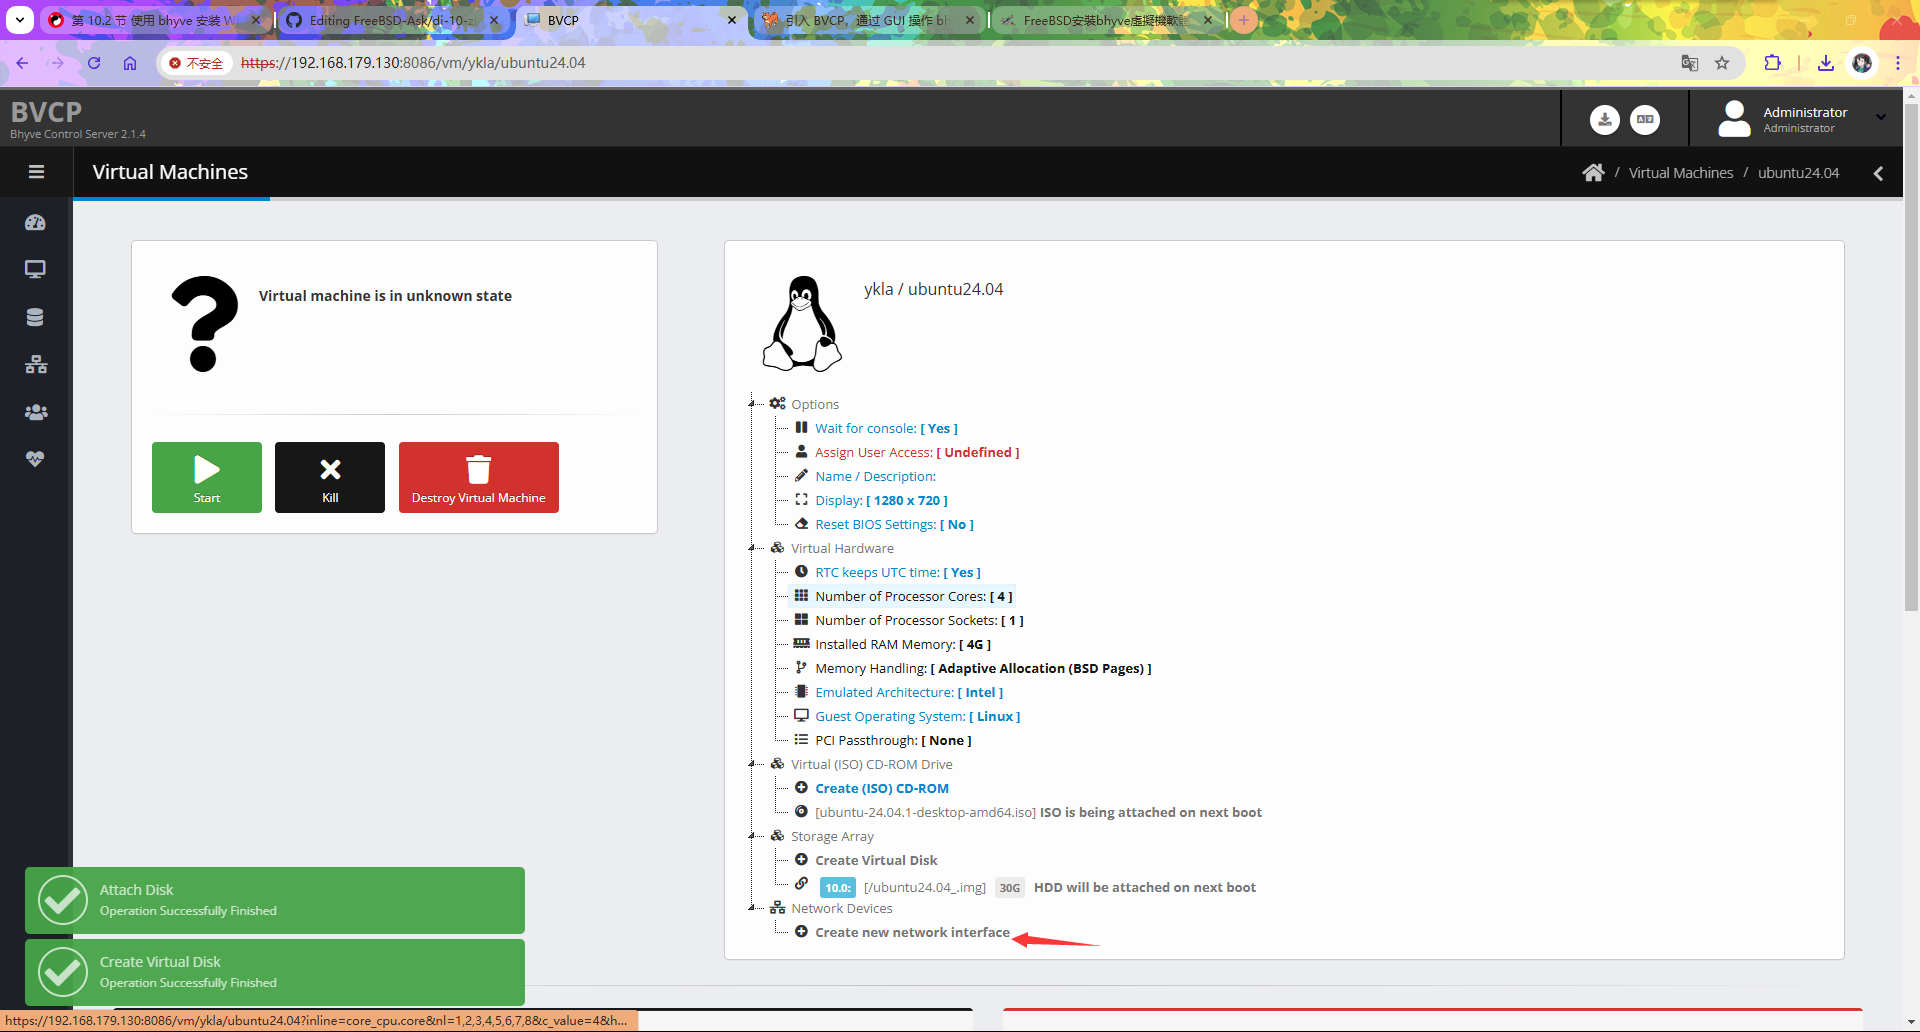 第 10.2 节 使用 bhyve 安装 W
Editing FreeBSD-Ask/di-10-z
BVCP
引入 BVCP，通过 GUI 操作 bh
FreeBSD安裝bhyve虛擬機軟
不安全
https://192.168.179.130:8086/vm/ykla/ubuntu24.04
BVCP
Bhyve Control Server 2.1.4
Administrator
Administrator
Virtual Machines
/ Virtual Machines / ubuntu24.04
Virtual machine is in unknown state
Start
Kill
Destroy Virtual Machine
ykla / ubuntu24.04
Options
Wait for console: [ Yes ]
Assign User Access: [ Undefined ]
Name / Description:
Display: [ 1280 x 720 ]
Reset BIOS Settings: [ No ]
Virtual Hardware
RTC keeps UTC time: [ Yes ]
Number of Processor Cores: [ 4 ]
Number of Processor Sockets: [ 1 ]
Installed RAM Memory: [ 4G ]
Memory Handling: [ Adaptive Allocation (BSD Pages) ]
Emulated Architecture: [ Intel ]
Guest Operating System: [ Linux ]
PCI Passthrough: [ None ]
Virtual (ISO) CD-ROM Drive
Create (ISO) CD-ROM
[ubuntu-24.04.1-desktop-amd64.iso] ISO is being attached on next boot
Storage Array
Create Virtual Disk
10.0: [/ubuntu24.04_.img] 30G HDD will be attached on next boot
Network Devices
Create new network interface
Attach Disk
Operation Successfully Finished
Create Virtual Disk
Operation Successfully Finished
https://192.168.179.130:8086/vm/ykla/ubuntu24.04?inline=core_cpu.core&nl=1,2,3,4,5,6,7,8&c_value=4&h...